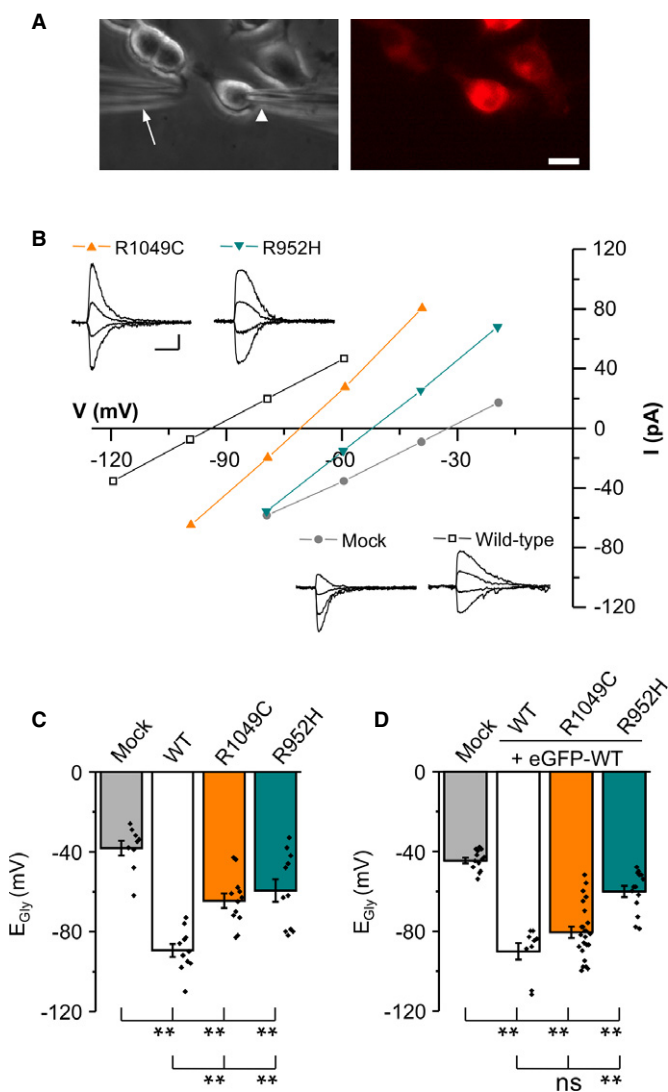 A
B
R1049C R952H
120
80
40
0
-40
-80
-120
I (pA)
V (mV)
-120 -90 -60 -30
Mock Wild-type
C
Mock WT R1049C R952H
0
-40
-80
-120
EGly (mV)
** ** **
** **
D
Mock WT R1049C R952H
+ eGFP-WT
0
-40
-80
-120
EGly (mV)
** ** **
ns **